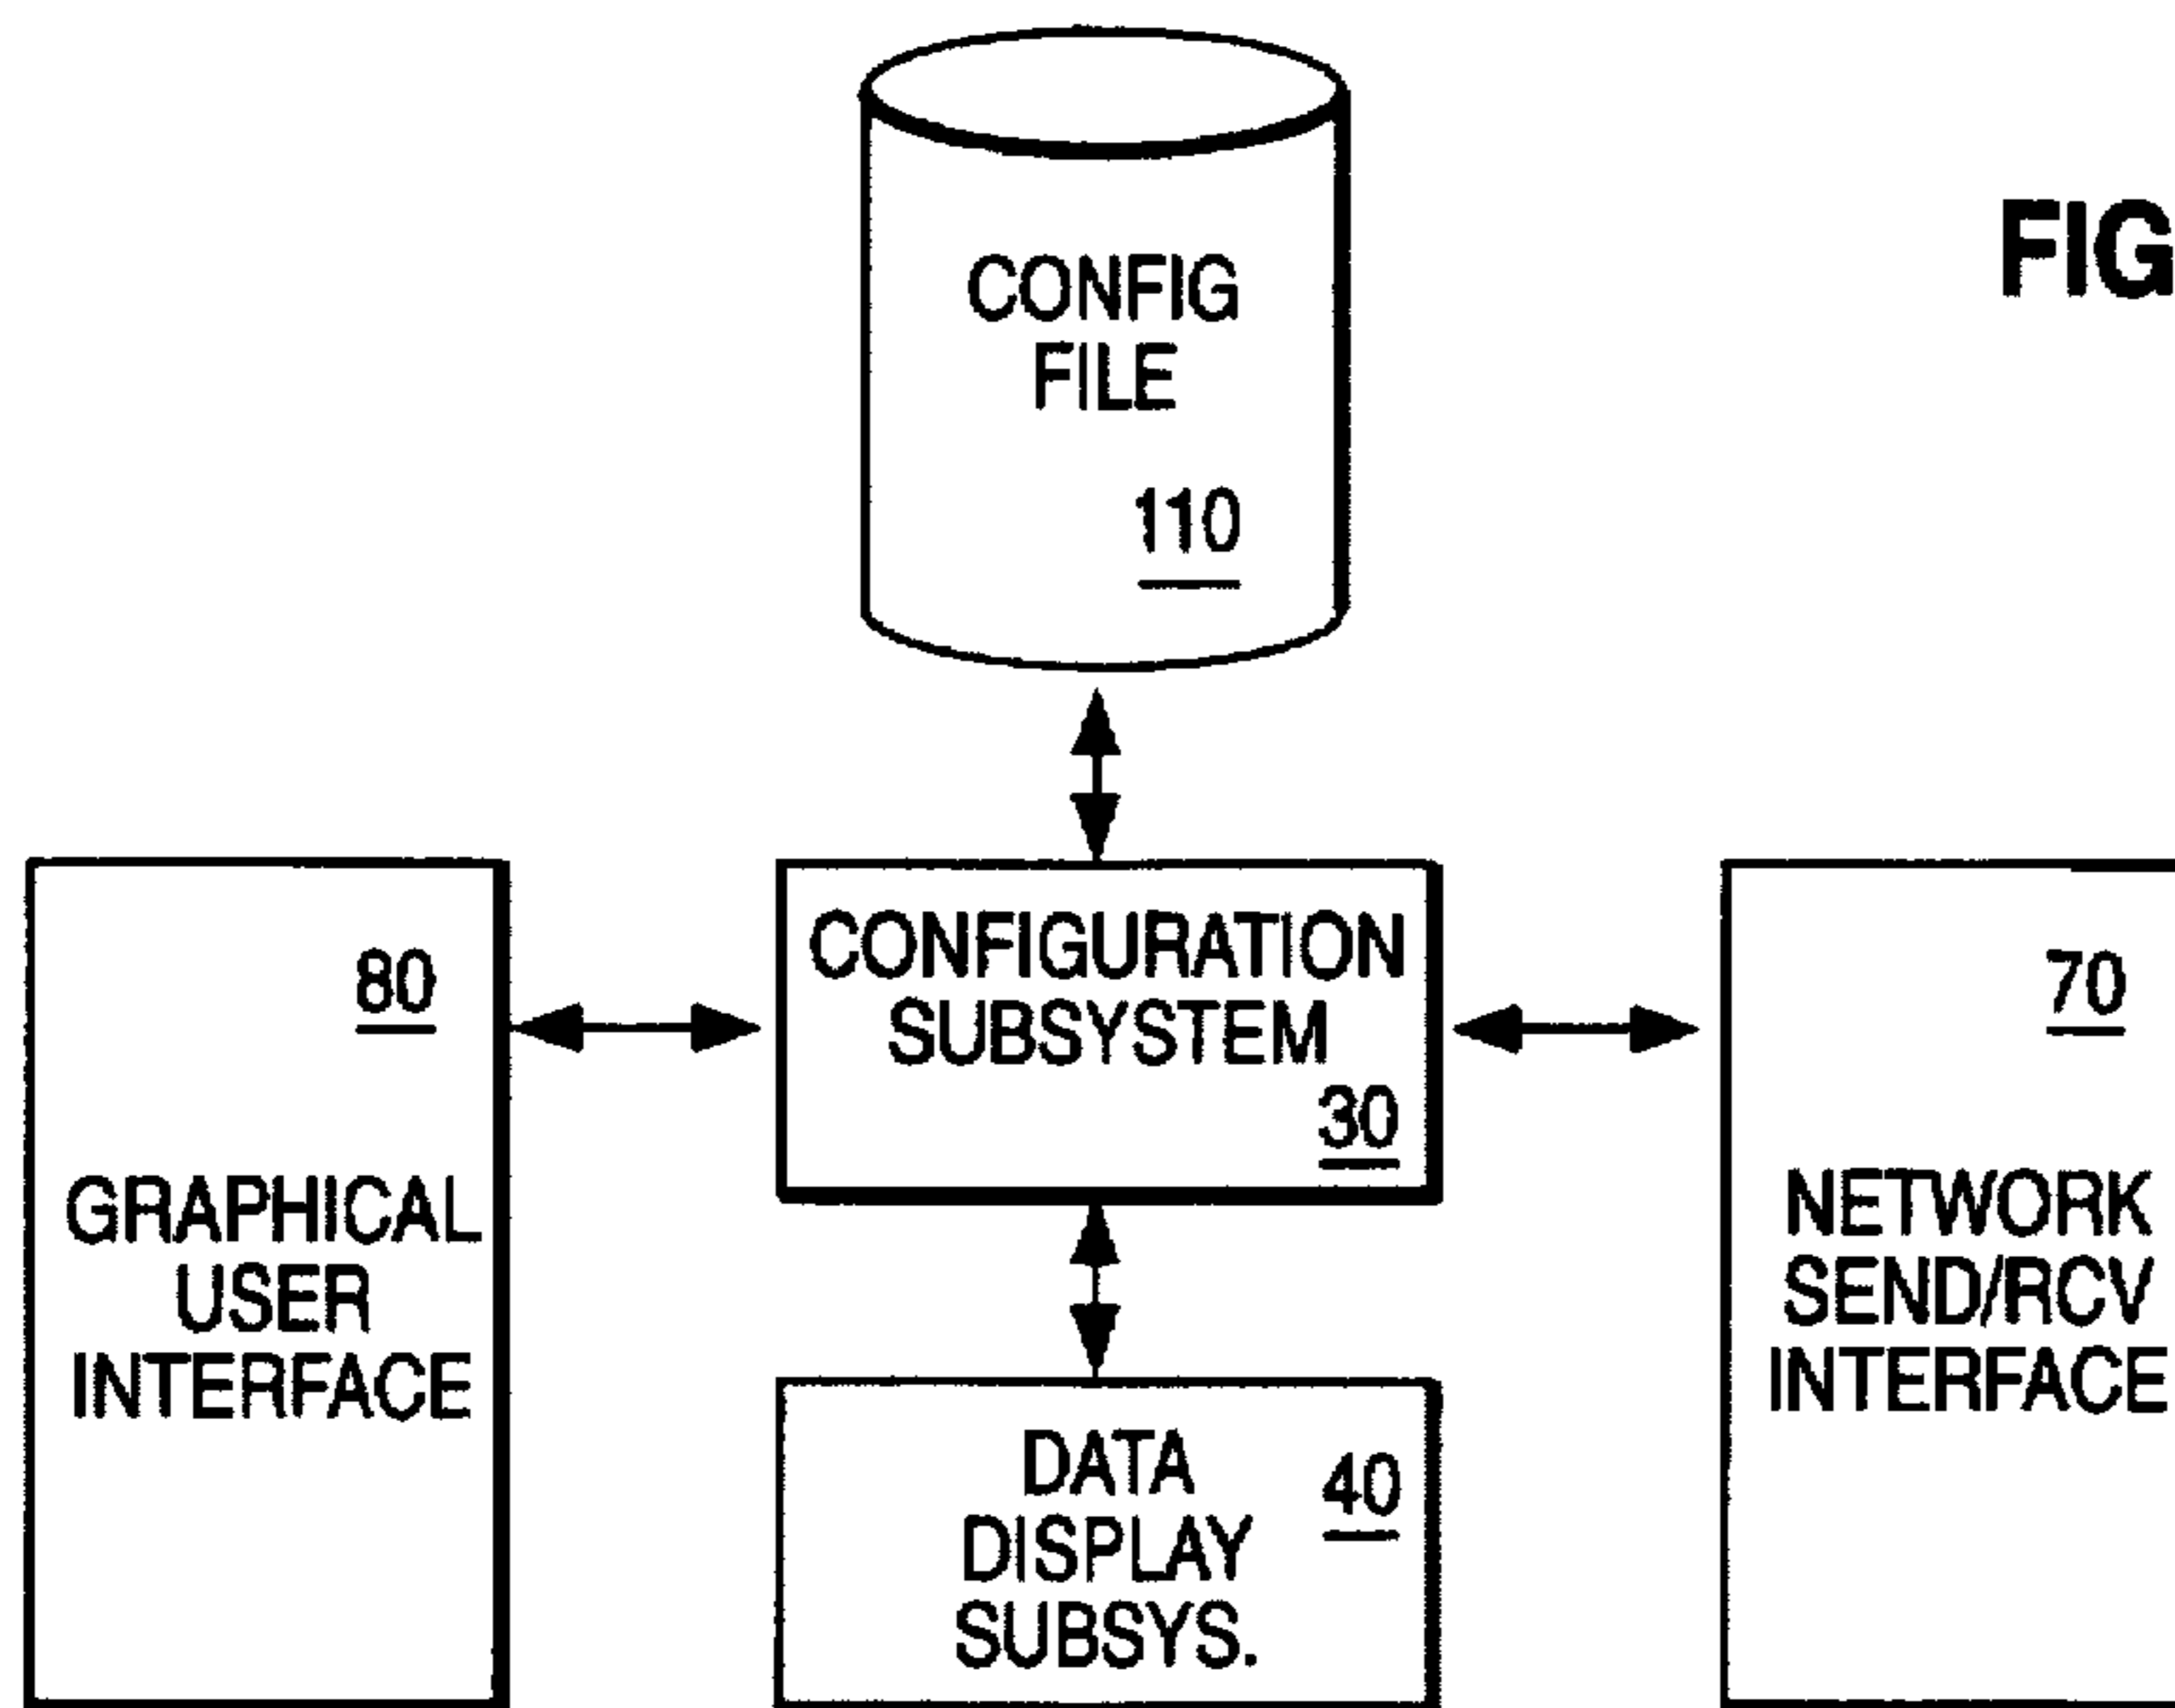 CONFIG
FILE
110
FIG
80
GRAPHICAL
USER
INTERFACE
CONFIGURATION
SUBSYSTEM
30
70
NETWORK
SEND/RCV
INTERFACE
DATA
DISPLAY
SUBSYS.
40